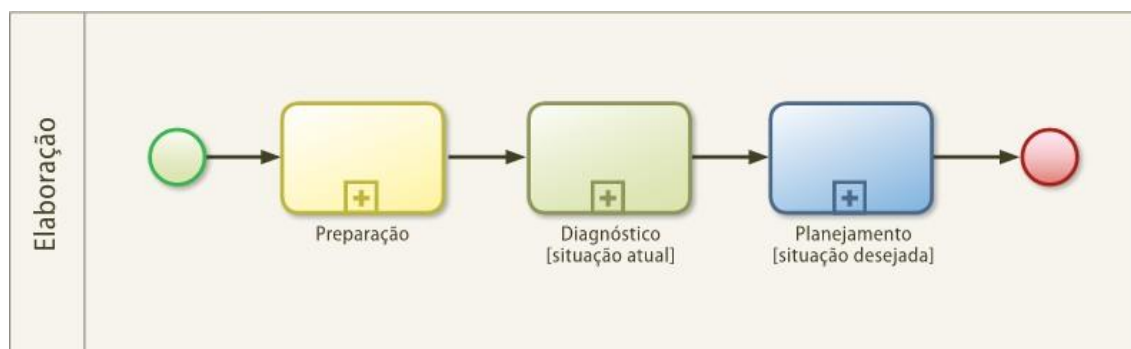 Elaboração
Preparação
Diagnóstico
[situação atual]
Planejamento
[situação desejada]